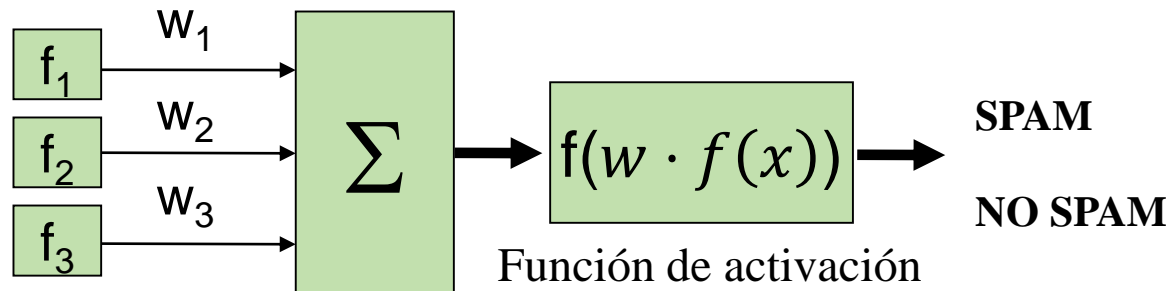 w₁
f₁
w₂
f₂
w₃
f₃
∑
f(w · f(x))
Función de activación
SPAM
NO SPAM